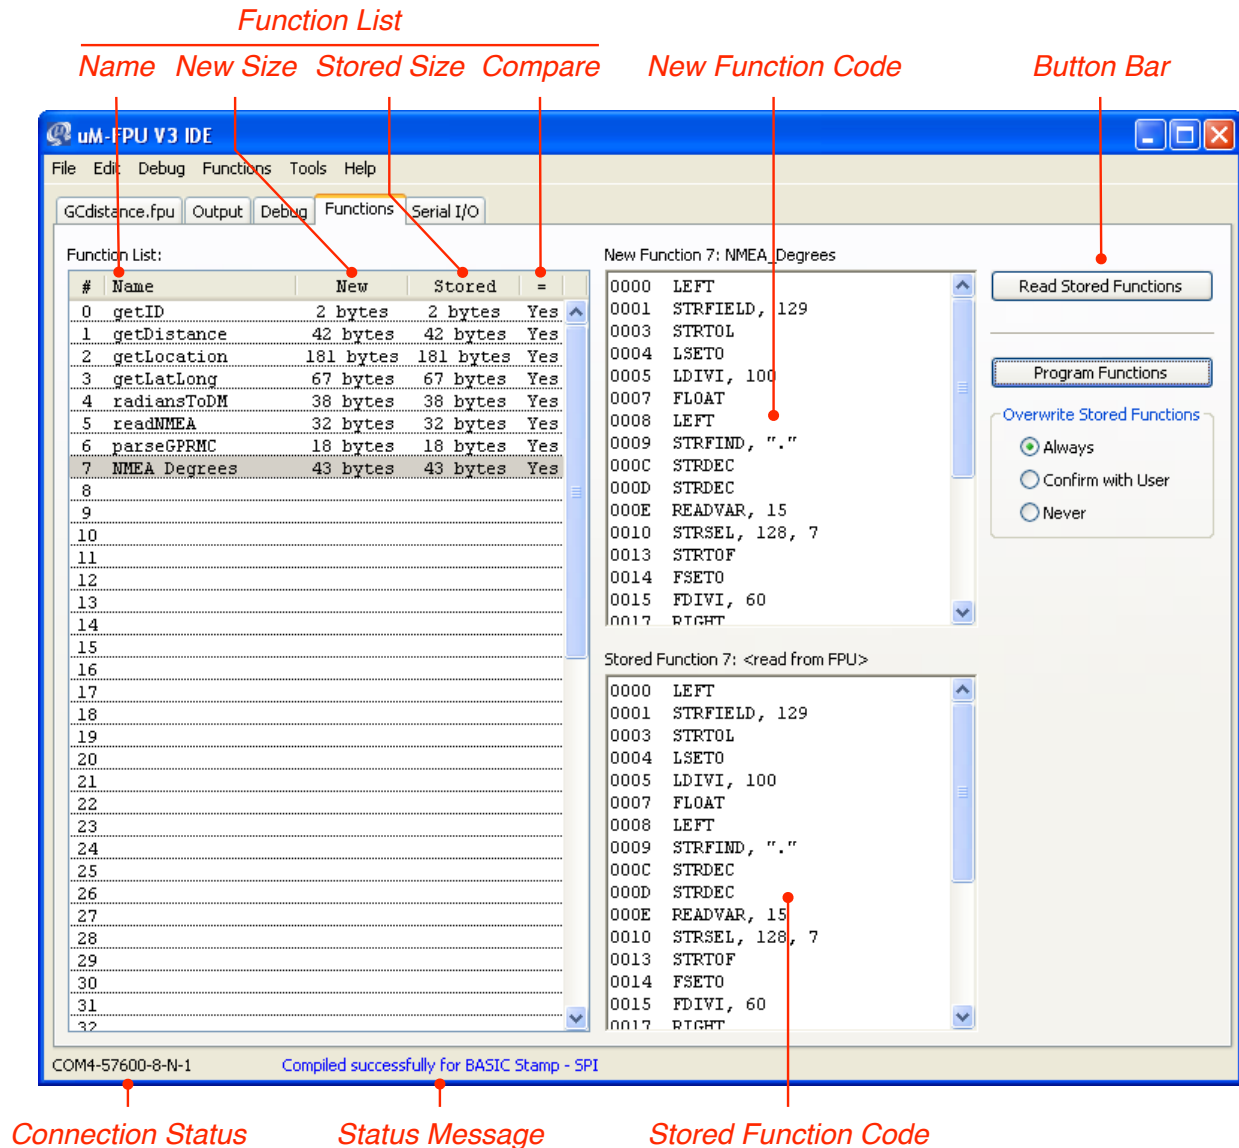 Function List
Name New Size Stored Size Compare New Function Code Button Bar
uM-FPU V3 IDE
File Edit Debug Functions Tools Help
GCdistance.fpu Output Debug Functions Serial I/O
Function List:
# Name New Stored =
0 getID 2 bytes 2 bytes Yes
1 getDistance 42 bytes 42 bytes Yes
2 getLocation 181 bytes 181 bytes Yes
3 getLatLong 67 bytes 67 bytes Yes
4 radiansToDM 38 bytes 38 bytes Yes
5 readNMEA 32 bytes 32 bytes Yes
6 parseGPRMC 18 bytes 18 bytes Yes
7 NMEA_Degrees 43 bytes 43 bytes Yes
8
9
10
11
12
13
14
15
16
17
18
19
20
21
22
23
24
25
26
27
28
29
30
31
32
New Function 7: NMEA_Degrees
0000 LEFT
0001 STRFIELD, 129
0003 STRTOL
0004 LSET0
0005 LDIVI, 100
0007 FLOAT
0008 LEFT
0009 STRFIND, "."
000C STRDEC
000D STRDEC
000E READVAR, 15
0010 STRSEL, 128, 7
0013 STRTOF
0014 FSET0
0015 FDIVI, 60
0017 RIGHT
Stored Function 7: <read from FPU>
0000 LEFT
0001 STRFIELD, 129
0003 STRTOL
0004 LSET0
0005 LDIVI, 100
0007 FLOAT
0008 LEFT
0009 STRFIND, "."
000C STRDEC
000D STRDEC
000E READVAR, 15
0010 STRSEL, 128, 7
0013 STRTOF
0014 FSET0
0015 FDIVI, 60
0017 RIGHT
Read Stored Functions
Program Functions
Overwrite Stored Functions
Always
Confirm with User
Never
COM4-57600-8-N-1 Compiled successfully for BASIC Stamp - SPI
Connection Status Status Message Stored Function Code